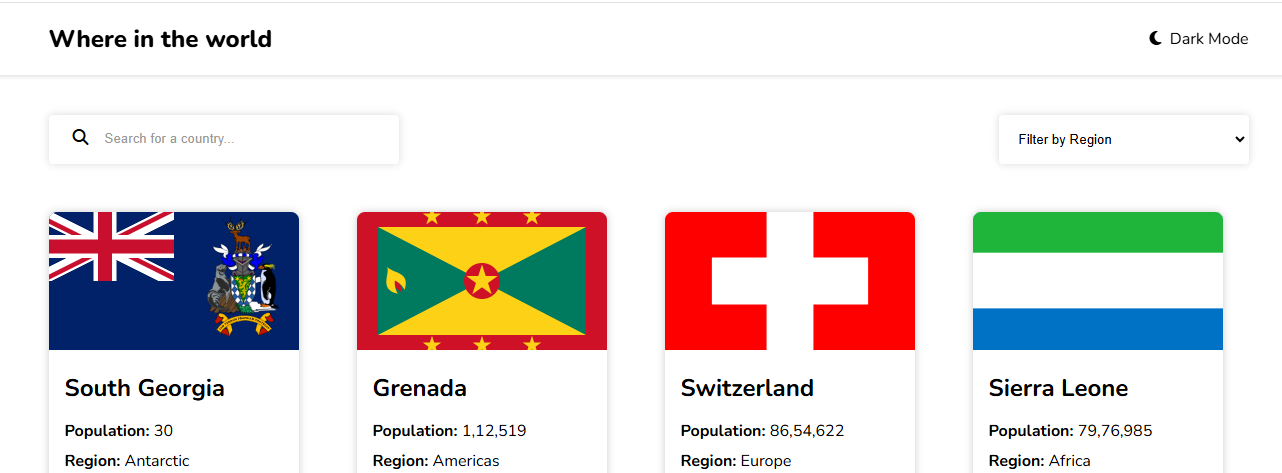 Where in the world
Dark Mode
Search for a country...
Filter by Region
South Georgia
Grenada
Switzerland
Sierra Leone
Population: 30
Population: 1,12,519
Population: 86,54,622
Population: 79,76,985
Region: Antarctic
Region: Americas
Region: Europe
Region: Africa